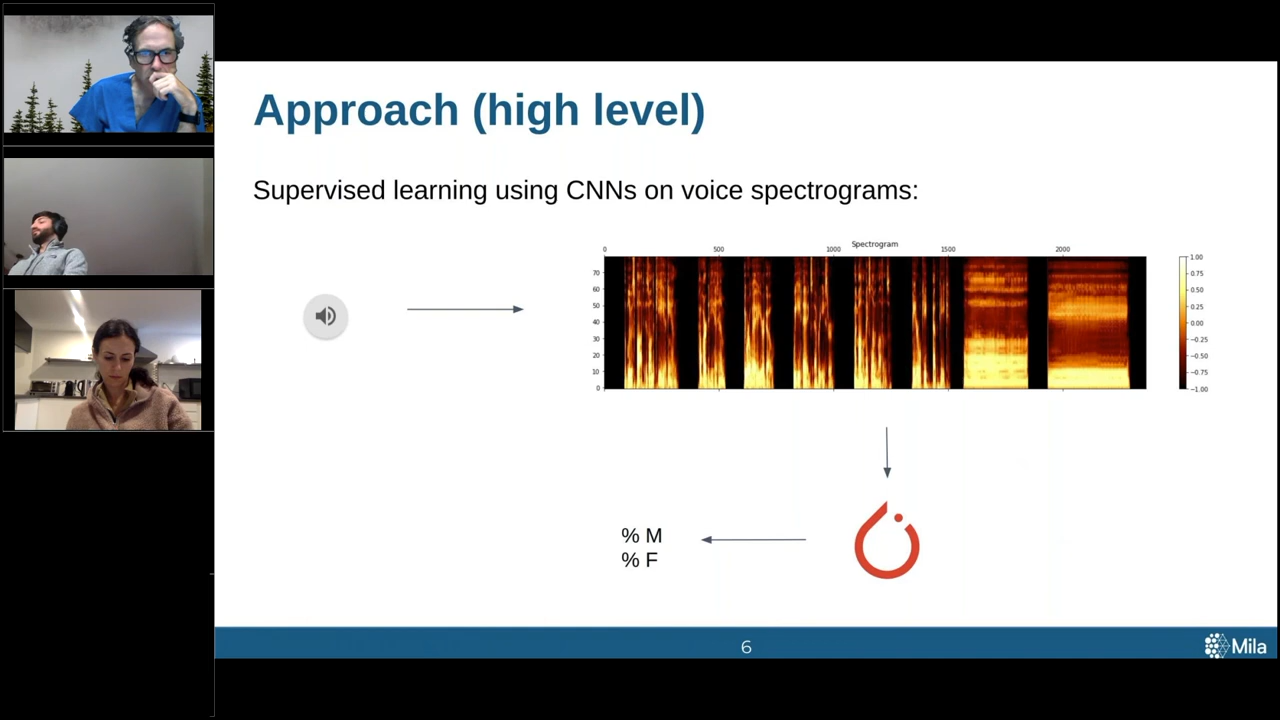 Approach (high level)
Supervised learning using CNNs on voice spectrograms:
Spectrogram
0 500 1000 1500 2000
70
60
50
40
30
20
10
0
1.00
0.75
0.50
0.25
0.00
−0.25
−0.50
−0.75
−1.00
% M
% F
6
Mila